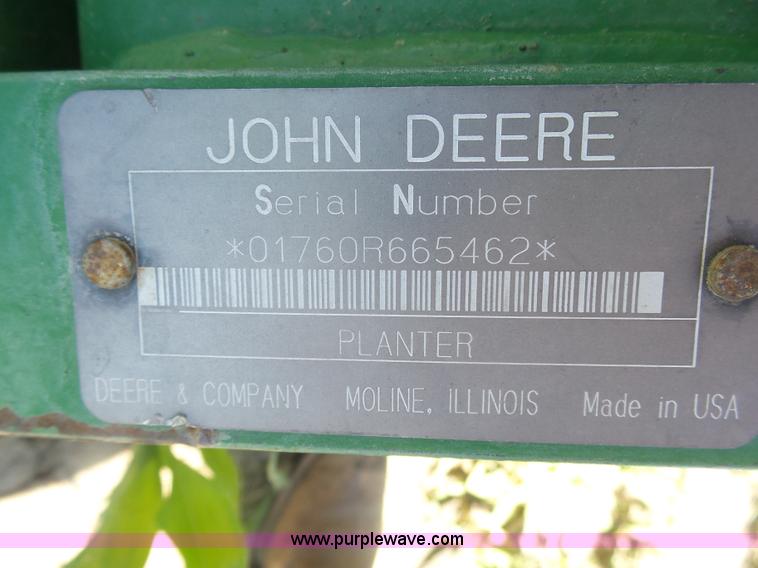 JOHN DEERE
Serial Number
*01760R665462*
PLANTER
DEERE & COMPANY MOLINE, ILLINOIS Made in USA
www.purplewave.com